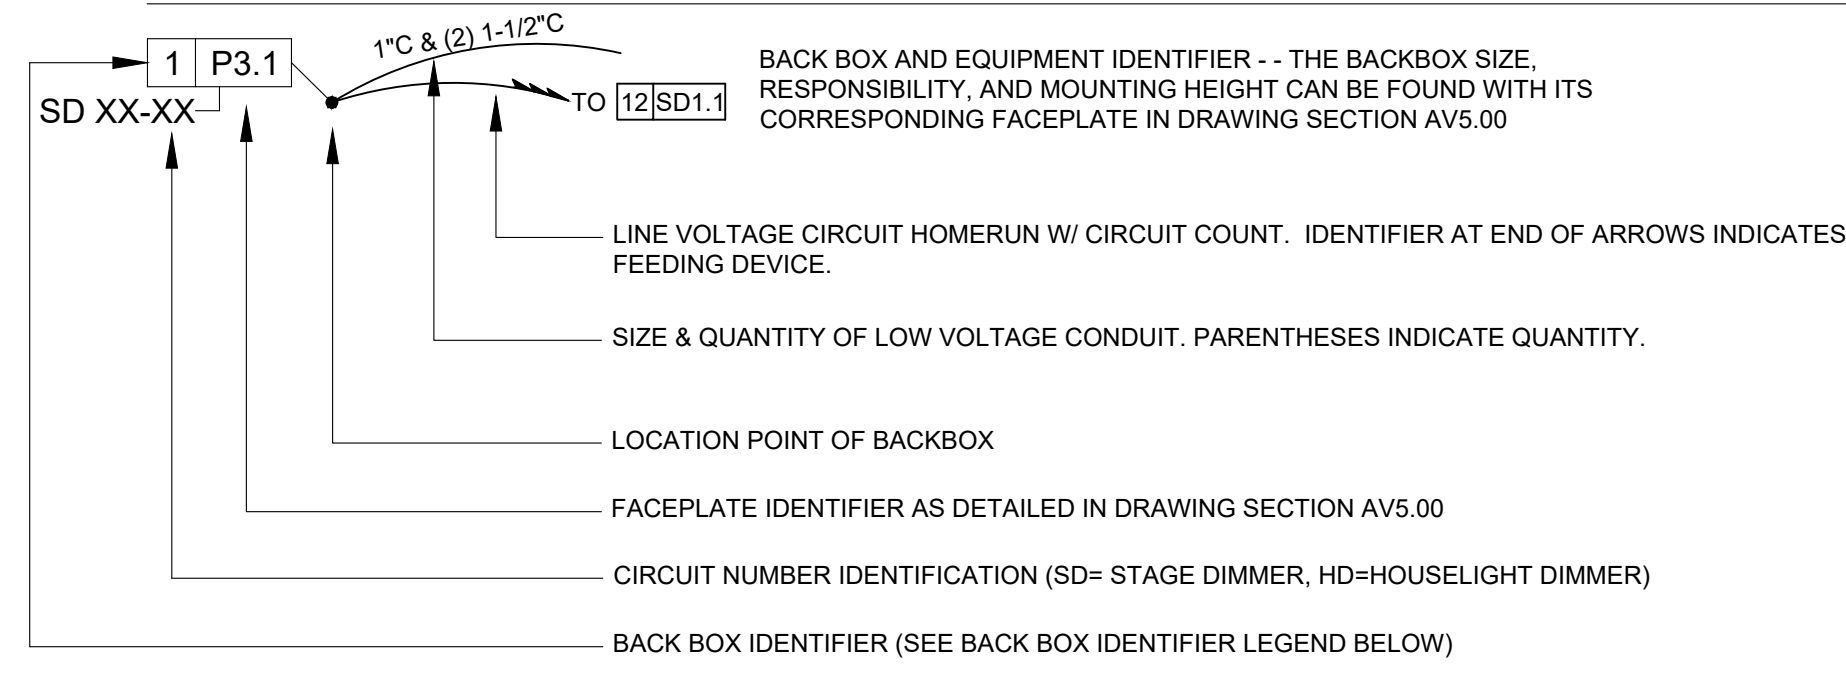 1"C & (2) 1-1/2"C
1 P3.1
SD XX-XX
TO 12 SD1.1
BACK BOX AND EQUIPMENT IDENTIFIER - - THE BACKBOX SIZE,
RESPONSIBILITY, AND MOUNTING HEIGHT CAN BE FOUND WITH ITS
CORRESPONDING FACEPLATE IN DRAWING SECTION AV5.00
LINE VOLTAGE CIRCUIT HOMERUN W/ CIRCUIT COUNT. IDENTIFIER AT END OF ARROWS INDICATES
FEEDING DEVICE.
SIZE & QUANTITY OF LOW VOLTAGE CONDUIT. PARENTHESES INDICATE QUANTITY.
LOCATION POINT OF BACKBOX
FACEPLATE IDENTIFIER AS DETAILED IN DRAWING SECTION AV5.00
CIRCUIT NUMBER IDENTIFICATION (SD= STAGE DIMMER, HD=HOUSELIGHT DIMMER)
BACK BOX IDENTIFIER (SEE BACK BOX IDENTIFIER LEGEND BELOW)